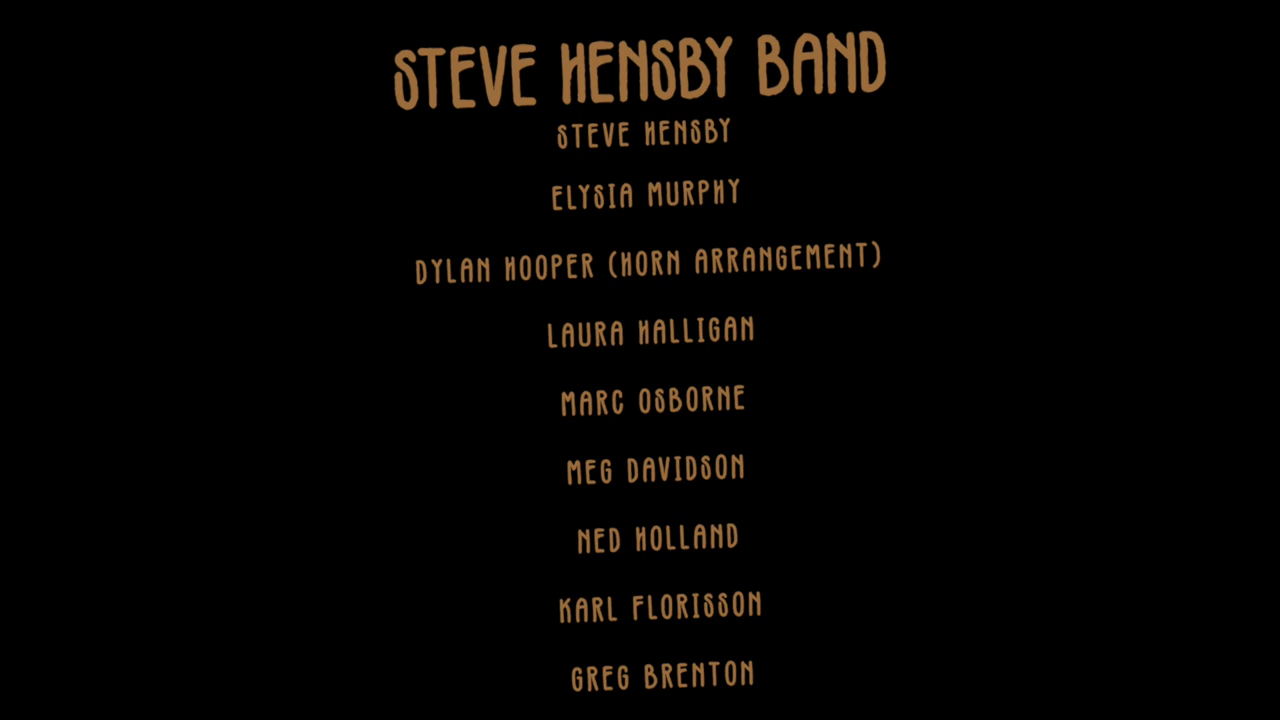 STEVE HENSBY BAND
STEVE HENSBY
ELYSIA MURPHY
DYLAN HOOPER (HORN ARRANGEMENT)
LAURA HALLIGAN
MARC OSBORNE
MEG DAVIDSON
NED HOLLAND
KARL FLORISSON
GREG BRENTON